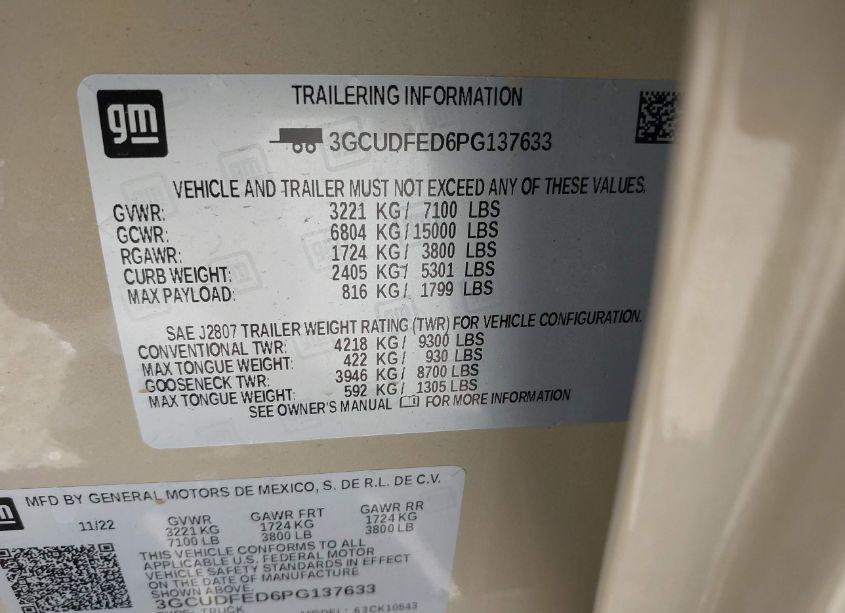 gm
TRAILERING INFORMATION
3GCUDFED6PG137633
VEHICLE AND TRAILER MUST NOT EXCEED ANY OF THESE VALUES.
GVWR: 3221 KG / 7100 LBS
GCWR: 6804 KG / 15000 LBS
RGAWR: 1724 KG / 3800 LBS
CURB WEIGHT: 2405 KG / 5301 LBS
MAX PAYLOAD: 816 KG / 1799 LBS
SAE J2807 TRAILER WEIGHT RATING (TWR) FOR VEHICLE CONFIGURATION.
CONVENTIONAL TWR: 4218 KG / 9300 LBS
MAX TONGUE WEIGHT: 422 KG / 930 LBS
GOOSENECK TWR: 3946 KG / 8700 LBS
MAX TONGUE WEIGHT: 592 KG / 1305 LBS
SEE OWNER'S MANUAL FOR MORE INFORMATION
MFD BY GENERAL MOTORS DE MEXICO, S. DE R.L. DE C.V.
11/22 GVWR GAWR FRT GAWR RR
3221 KG 1724 KG 1724 KG
7100 LB 3800 LB 3800 LB
THIS VEHICLE CONFORMS TO ALL
APPLICABLE U.S. FEDERAL MOTOR
VEHICLE SAFETY STANDARDS IN EFFECT
ON THE DATE OF MANUFACTURE
SHOWN ABOVE.
3GCUDFED6PG137633
TYPE: TRUCK MODEL: 63CK10543